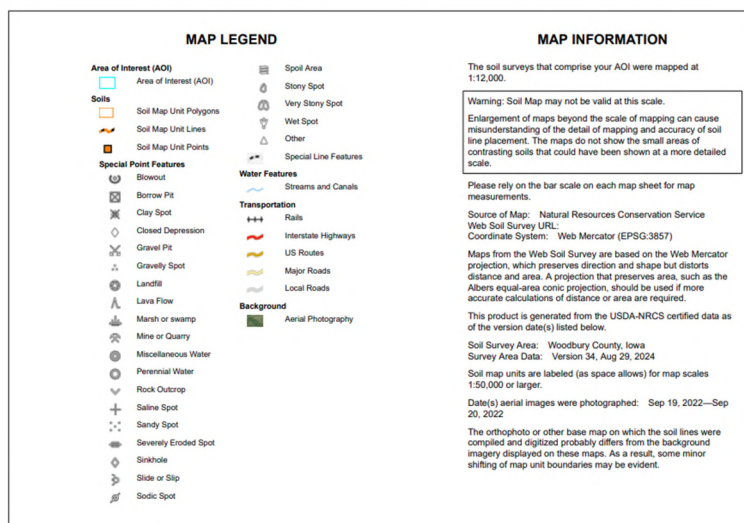 MAP LEGEND
Area of Interest (AOI)
Area of Interest (AOI)
Soils
Soil Map Unit Polygons
Soil Map Unit Lines
Soil Map Unit Points
Special Point Features
Blowout
Borrow Pit
Clay Spot
Closed Depression
Gravel Pit
Gravelly Spot
Landfill
Lava Flow
Marsh or swamp
Mine or Quarry
Miscellaneous Water
Perennial Water
Rock Outcrop
Saline Spot
Sandy Spot
Severely Eroded Spot
Sinkhole
Slide or Slip
Sodic Spot
Spoil Area
Stony Spot
Very Stony Spot
Wet Spot
Other
Special Line Features
Water Features
Streams and Canals
Transportation
Rails
Interstate Highways
US Routes
Major Roads
Local Roads
Background
Aerial Photography
MAP INFORMATION
The soil surveys that comprise your AOI were mapped at
1:12,000.
Warning: Soil Map may not be valid at this scale.
Enlargement of maps beyond the scale of mapping can cause
misunderstanding of the detail of mapping and accuracy of soil
line placement. The maps do not show the small areas of
contrasting soils that could have been shown at a more detailed
scale.
Please rely on the bar scale on each map sheet for map
measurements.
Source of Map: Natural Resources Conservation Service
Web Soil Survey URL:
Coordinate System: Web Mercator (EPSG:3857)
Maps from the Web Soil Survey are based on the Web Mercator
projection, which preserves direction and shape but distorts
distance and area. A projection that preserves area, such as the
Albers equal-area conic projection, should be used if more
accurate calculations of distance or area are required.
This product is generated from the USDA-NRCS certified data as
of the version date(s) listed below.
Soil Survey Area: Woodbury County, Iowa
Survey Area Data: Version 34, Aug 29, 2024
Soil map units are labeled (as space allows) for map scales
1:50,000 or larger.
Date(s) aerial images were photographed: Sep 19, 2022—Sep
20, 2022
The orthophoto or other base map on which the soil lines were
compiled and digitized probably differs from the background
imagery displayed on these maps. As a result, some minor
shifting of map unit boundaries may be evident.